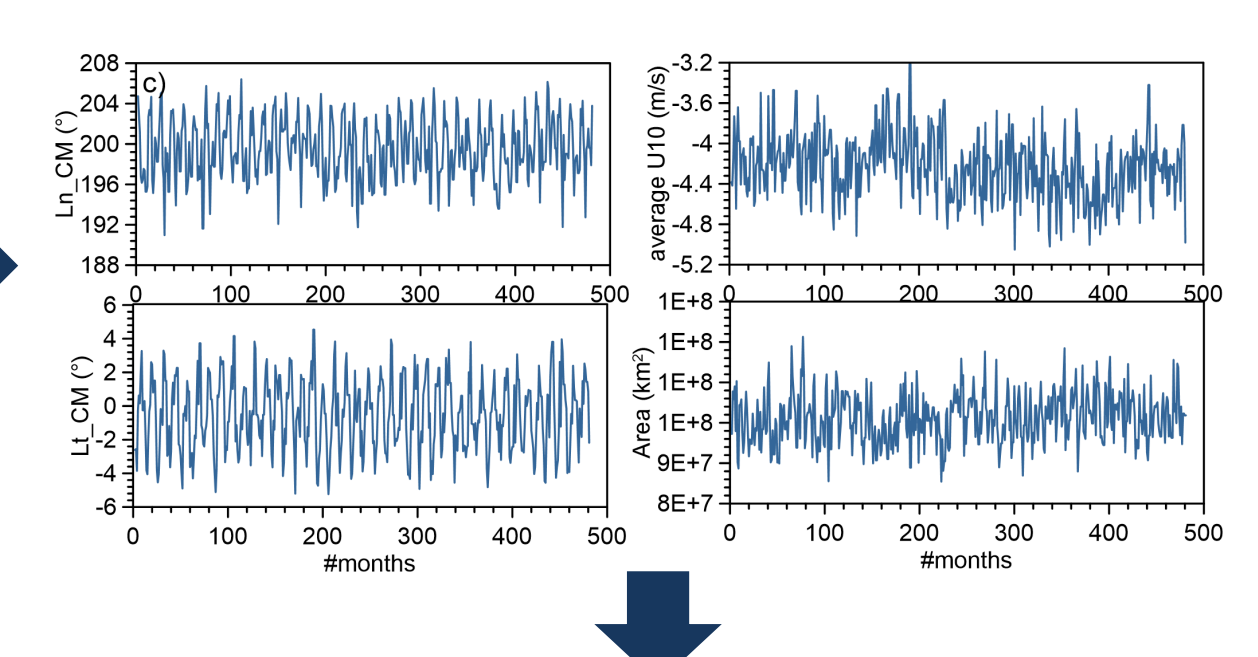 c)
Ln_CM (°)
208
204
200
196
192
188
0 100 200 300 400 500
average U10 (m/s)
-3.2
-3.6
-4
-4.4
-4.8
-5.2
0 100 200 300 400 500
Lt_CM (°)
6
4
2
0
-2
-4
-6
0 100 200 300 400 500
#months
Area (km²)
1E+8
1E+8
1E+8
1E+8
9E+7
8E+7
0 100 200 300 400 500
#months